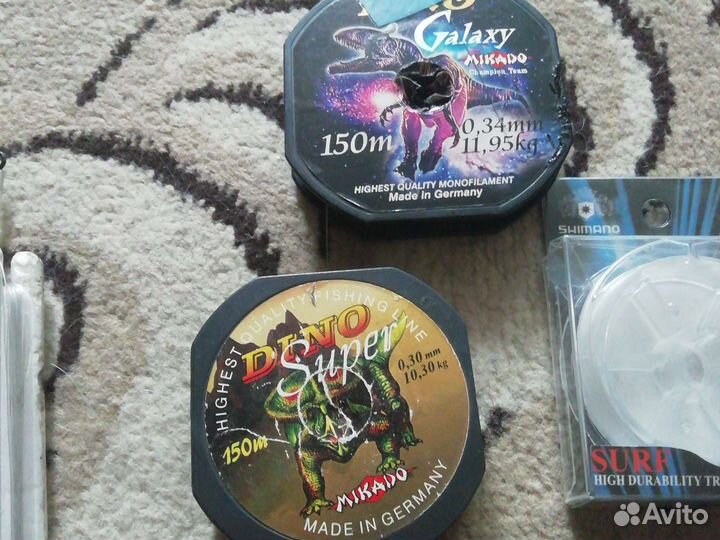 Galaxy
MIKADO
Champion Team
150m
0,34mm
11,95kg
HIGHEST QUALITY MONOFILAMENT
Made in Germany
SHIMANO
HIGHEST QUALITY FISHING LINE
DINO
Super
0,30 mm
10,30 kg
150m
MIKADO
MADE IN GERMANY
SURF
HIGH DURABILITY
Avito